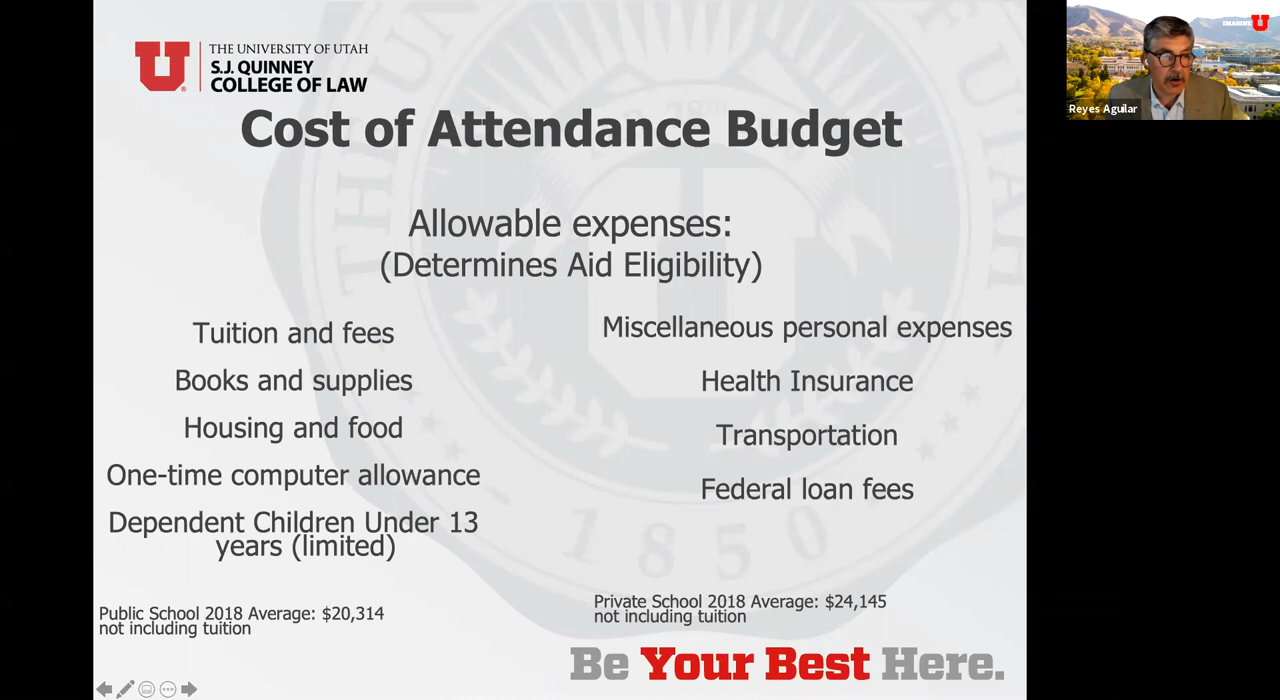 THE UNIVERSITY OF UTAH
S.J. QUINNEY
COLLEGE OF LAW
Cost of Attendance Budget
Allowable expenses:
(Determines Aid Eligibility)
Tuition and fees
Books and supplies
Housing and food
One-time computer allowance
Dependent Children Under 13
years (limited)
Miscellaneous personal expenses
Health Insurance
Transportation
Federal loan fees
Public School 2018 Average: $20,314
not including tuition
Private School 2018 Average: $24,145
not including tuition
Be Your Best Here.
1850
Reyes Aguilar
IMAGINE U